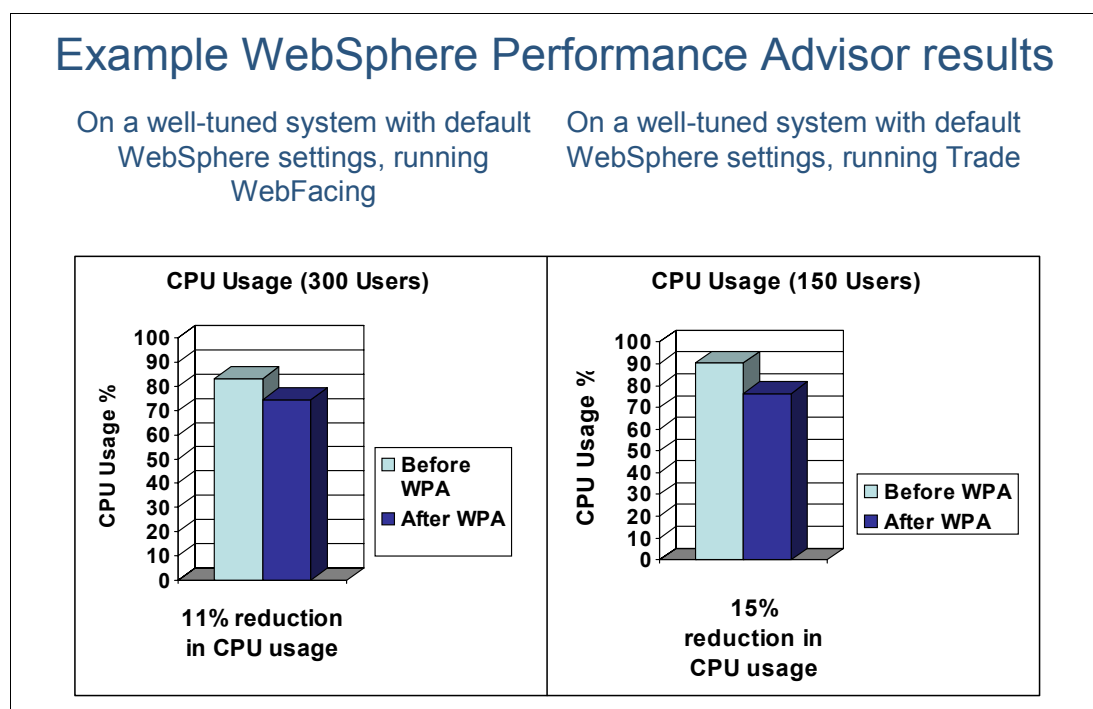 Example WebSphere Performance Advisor results
On a well-tuned system with default
WebSphere settings, running
WebFacing
On a well-tuned system with default
WebSphere settings, running Trade
CPU Usage (300 Users)
CPU Usage %
100
90
80
70
60
50
40
30
20
10
0
Before
WPA
After WPA
11% reduction
in CPU usage
CPU Usage (150 Users)
CPU Usage %
100
90
80
70
60
50
40
30
20
10
0
Before WPA
After WPA
15%
reduction in
CPU usage